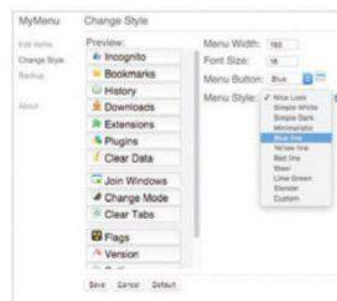 MyMenu
Edit Items
Change Style
Backup
About
Change Style
Preview:
Incognito
Bookmarks
History
Downloads
Extensions
Plugins
Clear Data
Join Windows
Change Mode
Clear Tabs
Flags
Version
Save Cancel Default
Menu Width: 160
Font Size: 16
Menu Button: Blue
Menu Style: ✓ Nice Look
Simple White
Simple Dark
Minimalistic
Blue line
Yellow line
Red line
Steel
Lime Green
Slender
Custom